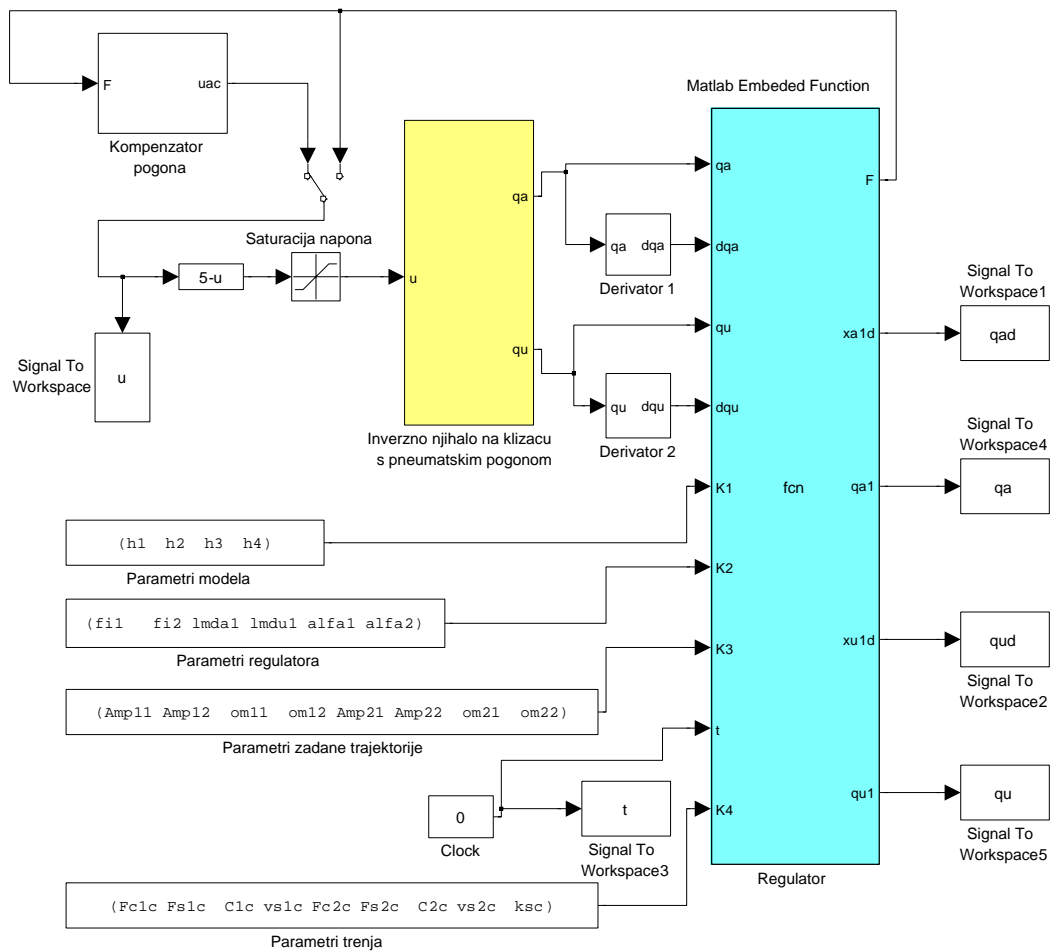 F
uac
Kompenzator
pogona
Matlab Embeded Function
Saturacija napona
5-u
Signal To
Workspace
u
u
qa
qu
Inverzno njihalo na klizacu
s pneumatskim pogonom
qa
dqa
Derivator 1
qu
dqu
Derivator 2
qa
dqa
qu
dqu
K1
K2
K3
t
K4
fcn
F
xa1d
qa1
xu1d
qu1
Regulator
Signal To
Workspace1
qad
Signal To
Workspace4
qa
qud
Signal To
Workspace2
qu
Signal To
Workspace5
(h1 h2 h3 h4)
Parametri modela
(fi1 fi2 lmda1 lmdu1 alfa1 alfa2)
Parametri regulatora
(Amp11 Amp12 om11 om12 Amp21 Amp22 om21 om22)
Parametri zadane trajektorije
0
Clock
t
Signal To
Workspace3
(Fc1c Fs1c C1c vs1c Fc2c Fs2c C2c vs2c ksc)
Parametri trenja